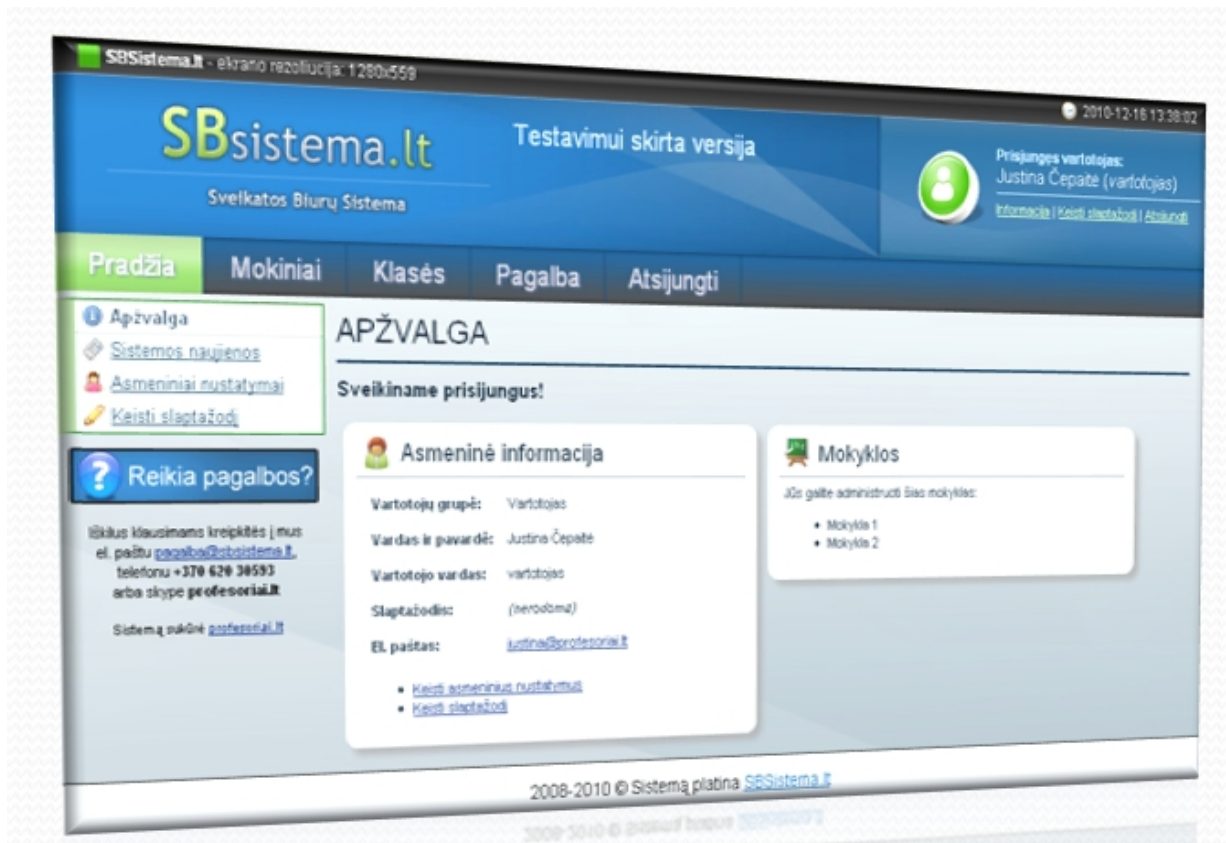 SBSistema.lt - ekrano rezoliucija: 1280x559
2010-12-16 13:38:02
SBsistema.lt
Sveikatos Biurų Sistema
Testavimui skirta versija
Prisijungęs vartotojas:
Justina Čepaitė (vartotojas)
Informacija | Keisti slaptažodį | Atsijungti
Pradžia
Mokiniai
Klasės
Pagalba
Atsijungti
Apžvalga
Sistemos naujienos
Asmeniniai nustatymai
Keisti slaptažodį
Reikia pagalbos?
Iškilus klausimams kreipkitės į mus
el. paštu pagalba@sbsistema.lt,
telefonu +370 620 30593
arba skype profesoriai.lt
Sistemą sukūrė profesoriai.lt
APŽVALGA
Sveikiname prisijungus!
Asmeninė informacija
Vartotojų grupė: Vartotojas
Vardas ir pavardė: Justina Čepaitė
Vartotojo vardas: vartotojas
Slaptažodis: (nerodoma)
El. paštas: justina@profesoriai.lt
Keisti asmeninius nustatymus
Keisti slaptažodį
Mokyklos
Jūs galite administruoti šias mokyklas:
Mokykla 1
Mokykla 2
2008-2010 © Sistemą platina SBSistema.lt